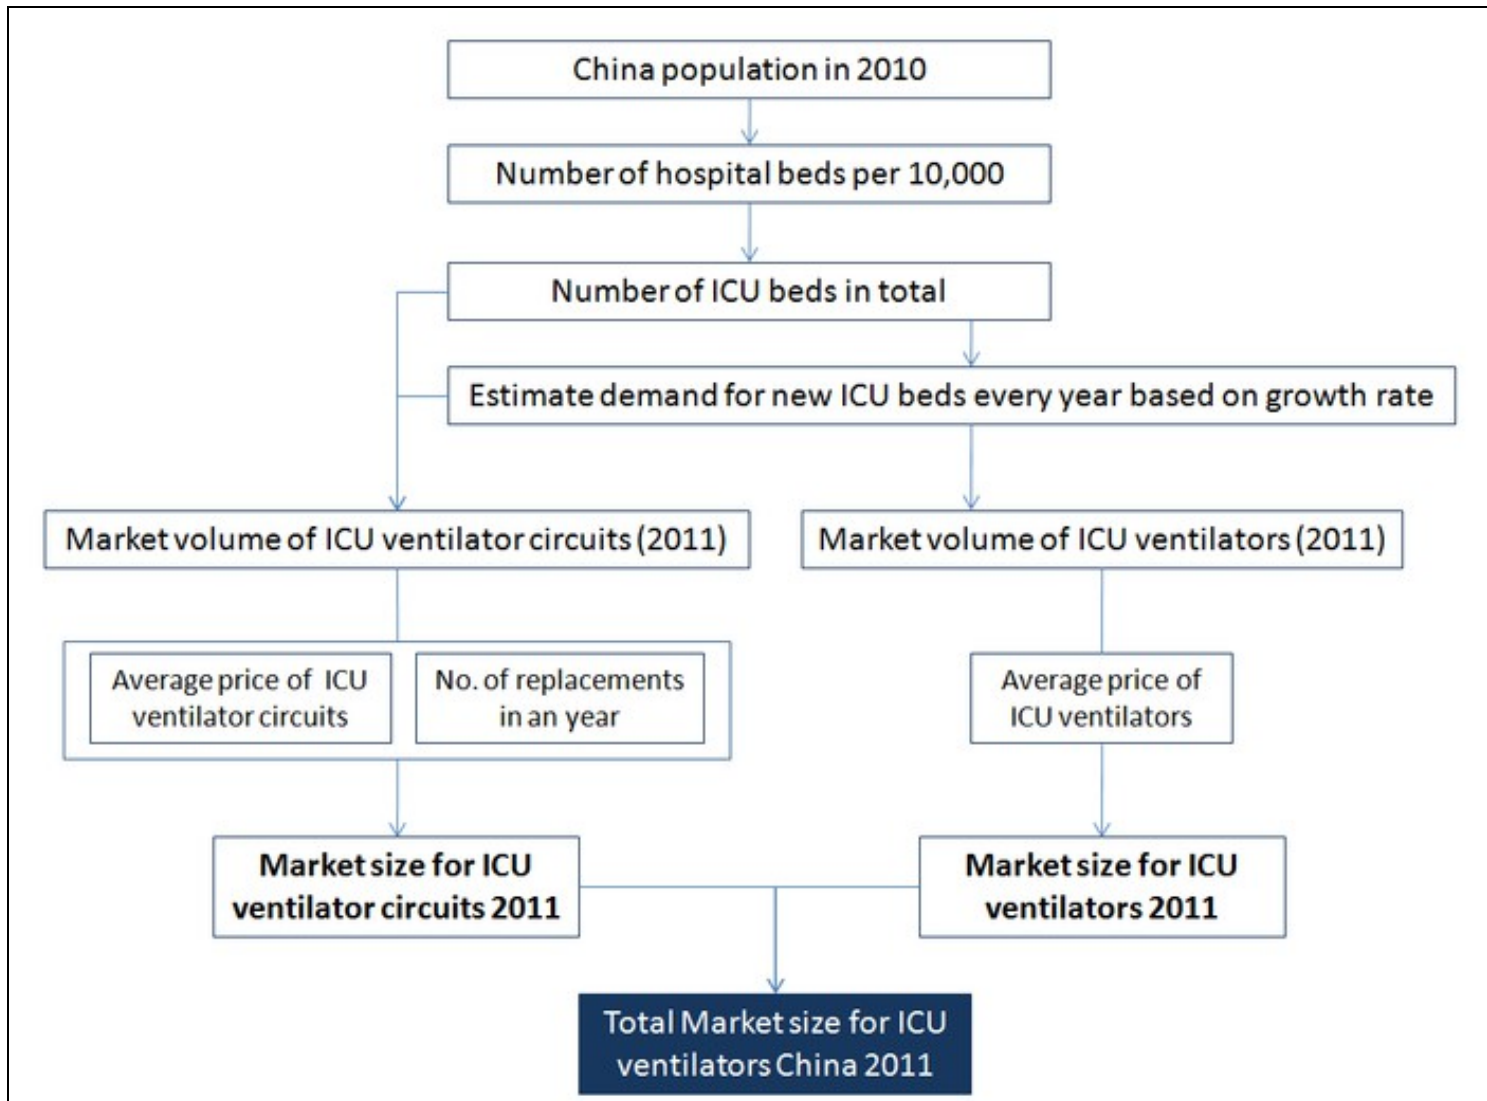 China population in 2010
Number of hospital beds per 10,000
Number of ICU beds in total
Estimate demand for new ICU beds every year based on growth rate
Market volume of ICU ventilator circuits (2011)
Market volume of ICU ventilators (2011)
Average price of ICU
ventilator circuits
No. of replacements
in an year
Average price of
ICU ventilators
Market size for ICU
ventilator circuits 2011
Market size for ICU
ventilators 2011
Total Market size for ICU
ventilators China 2011